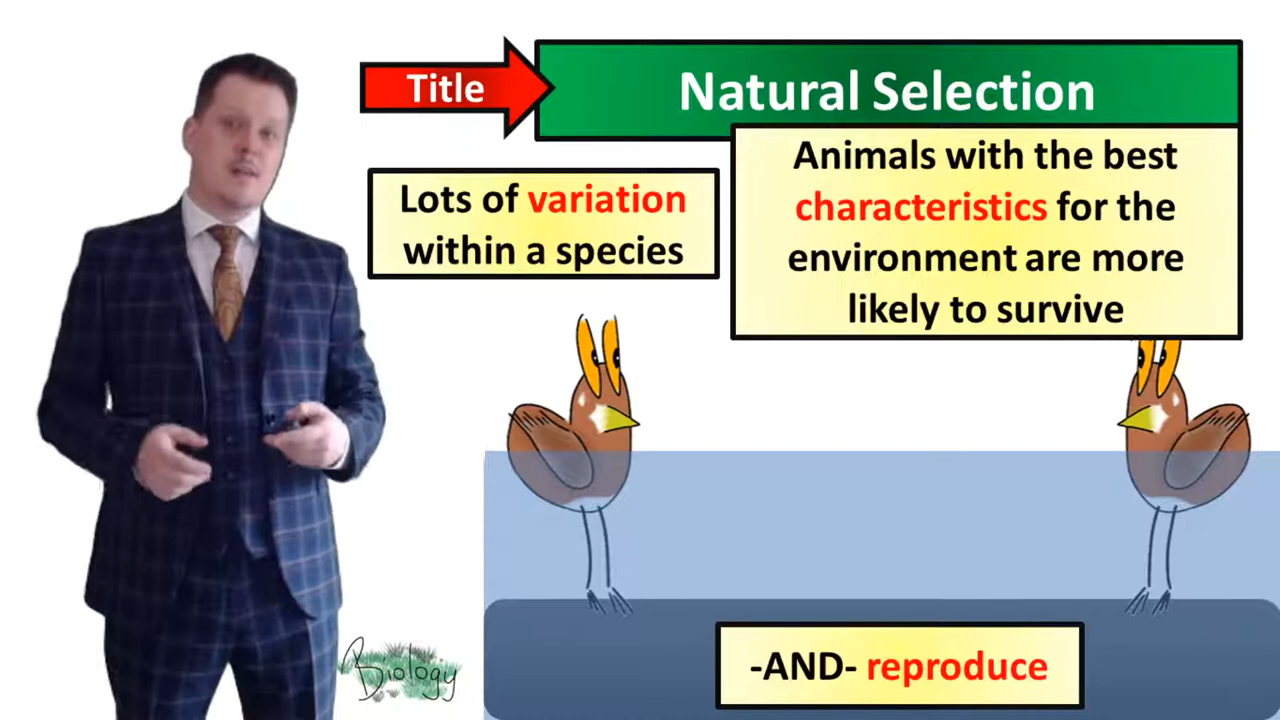 Title
Natural Selection
Lots of variation
within a species
Animals with the best
characteristics for the
environment are more
likely to survive
-AND- reproduce
Biology